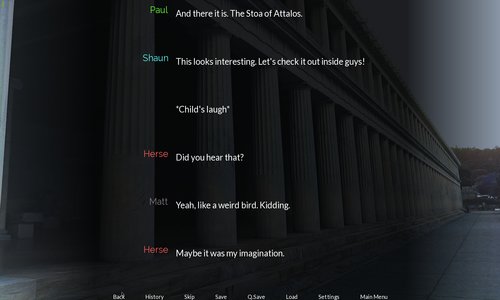 Paul And there it is. The Stoa of Attalos.
Shaun This looks interesting. Let's check it out inside guys!
*Child's laugh*
Herse Did you hear that?
Matt Yeah, like a weird bird. Kidding.
Herse Maybe it was my imagination.
Back History Skip Save Q.Save Load Settings Main Menu